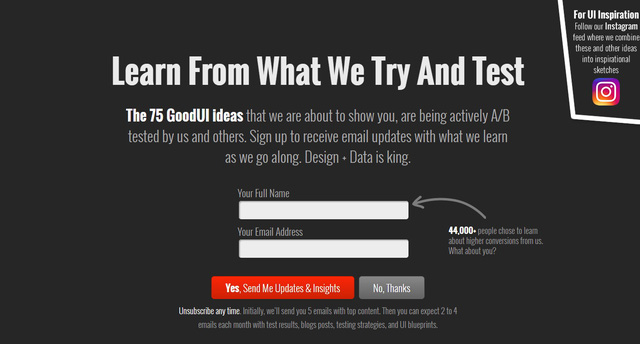 For UI Inspiration
Follow our Instagram
feed where we combine
these and other ideas
into inspirational
sketches
Learn From What We Try And Test
The 75 GoodUI ideas that we are about to show you, are being actively A/B
tested by us and others. Sign up to receive email updates with what we learn
as we go along. Design + Data is king.
Your Full Name
Your Email Address
44,000+ people chose to learn
about higher conversions from us.
What about you?
Yes, Send Me Updates & Insights
No, Thanks
Unsubscribe any time. Initially, we'll send you 5 emails with top content. Then you can expect 2 to 4
emails each month with test results, blogs posts, testing strategies, and UI blueprints.